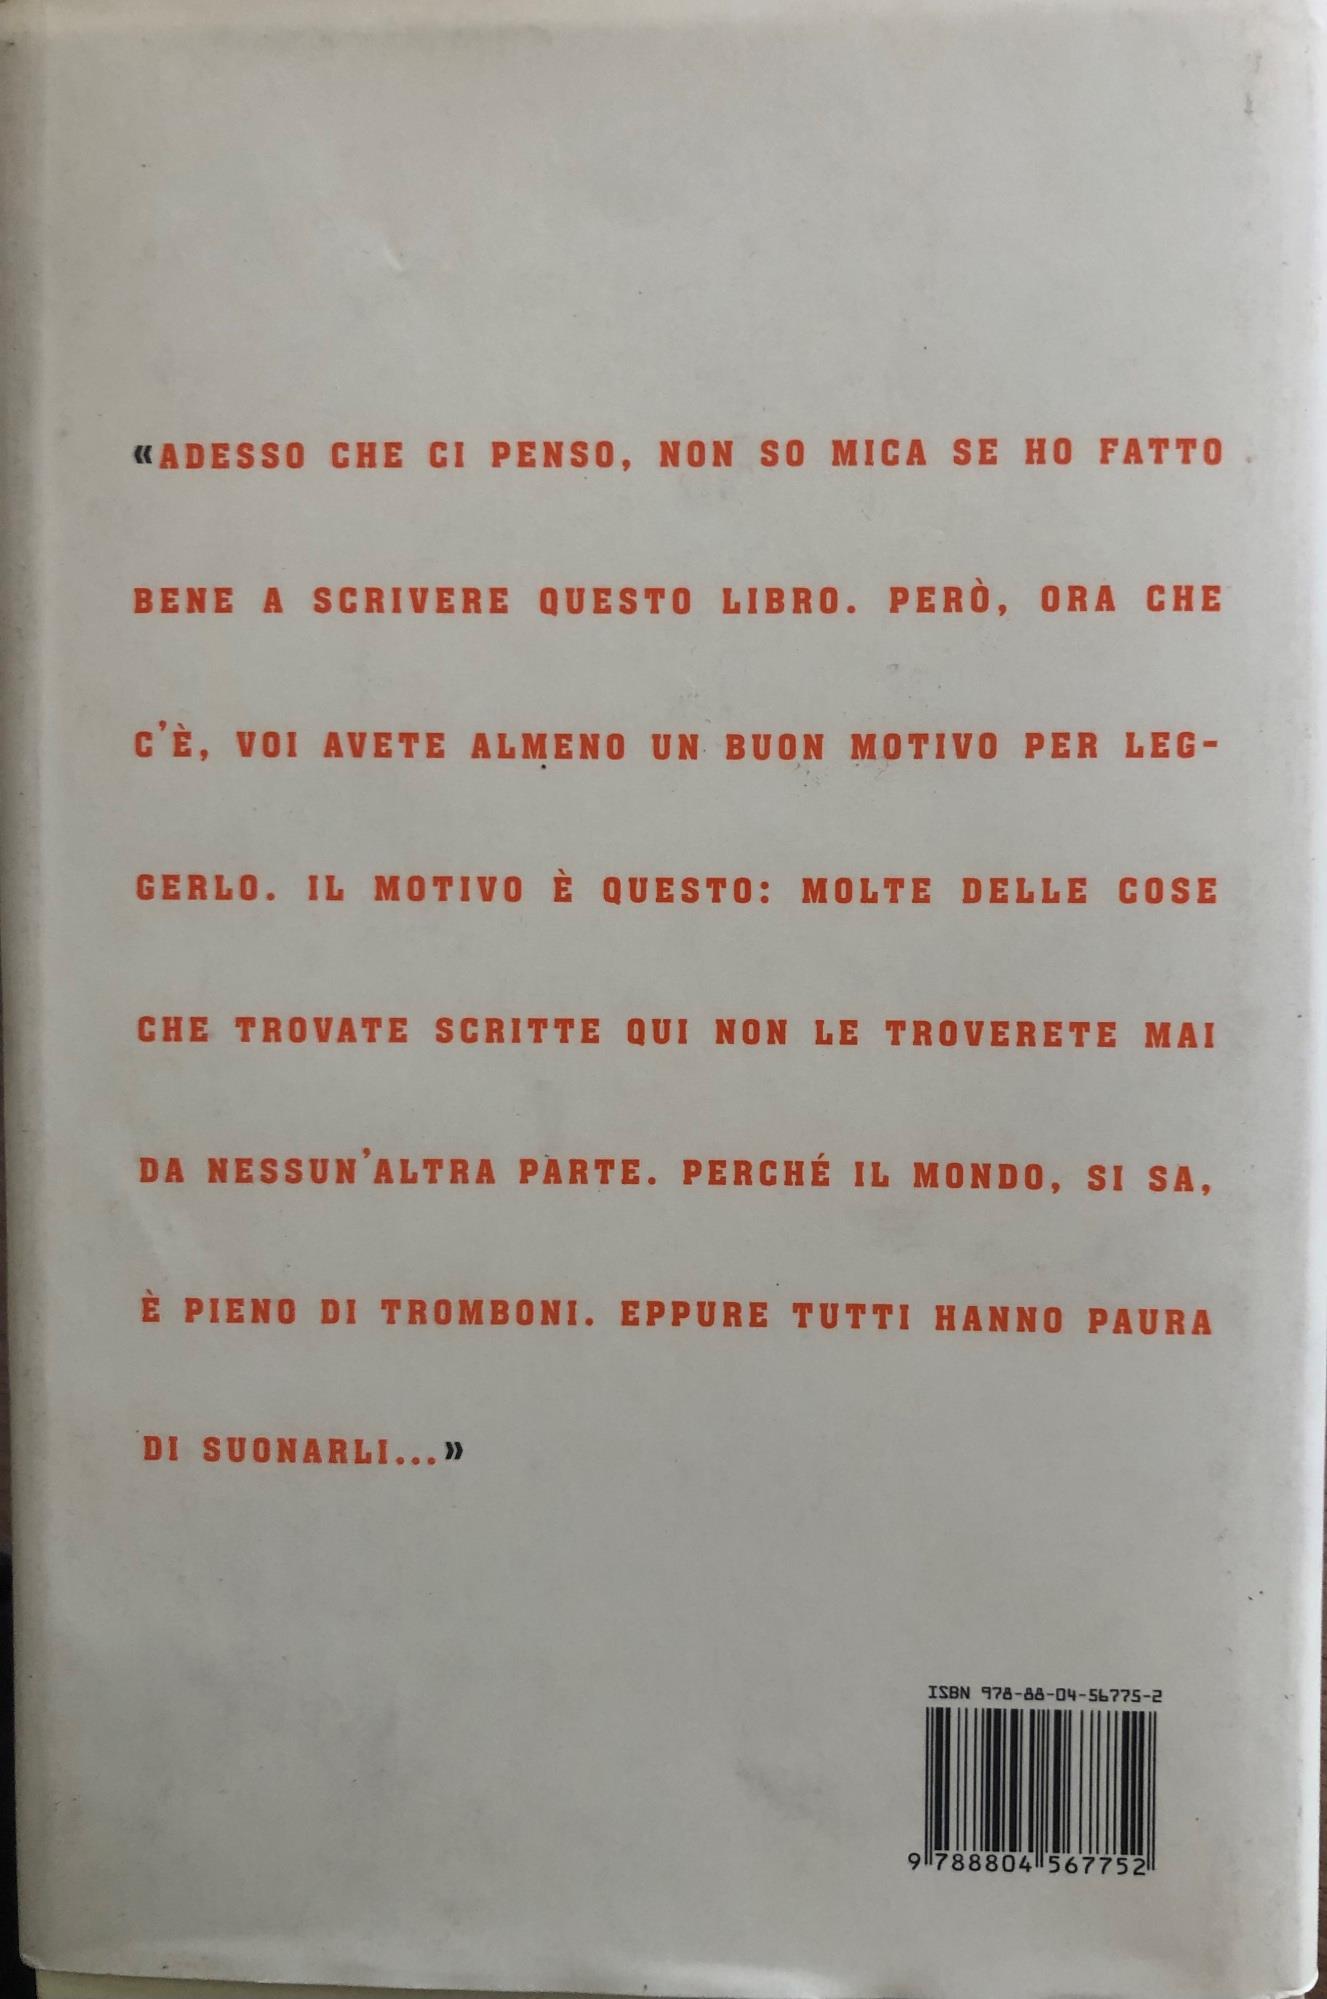 «ADESSO CHE CI PENSO, NON SO MICA SE HO FATTO
BENE A SCRIVERE QUESTO LIBRO. PERÒ, ORA CHE
C'È, VOI AVETE ALMENO UN BUON MOTIVO PER LEG-
GERLO. IL MOTIVO È QUESTO: MOLTE DELLE COSE
CHE TROVATE SCRITTE QUI NON LE TROVERETE MAI
DA NESSUN'ALTRA PARTE. PERCHÉ IL MONDO, SI SA,
È PIENO DI TROMBONI. EPPURE TUTTI HANNO PAURA
DI SUONARLI...»
ISBN 978-88-04-56775-2
9 788804 567752